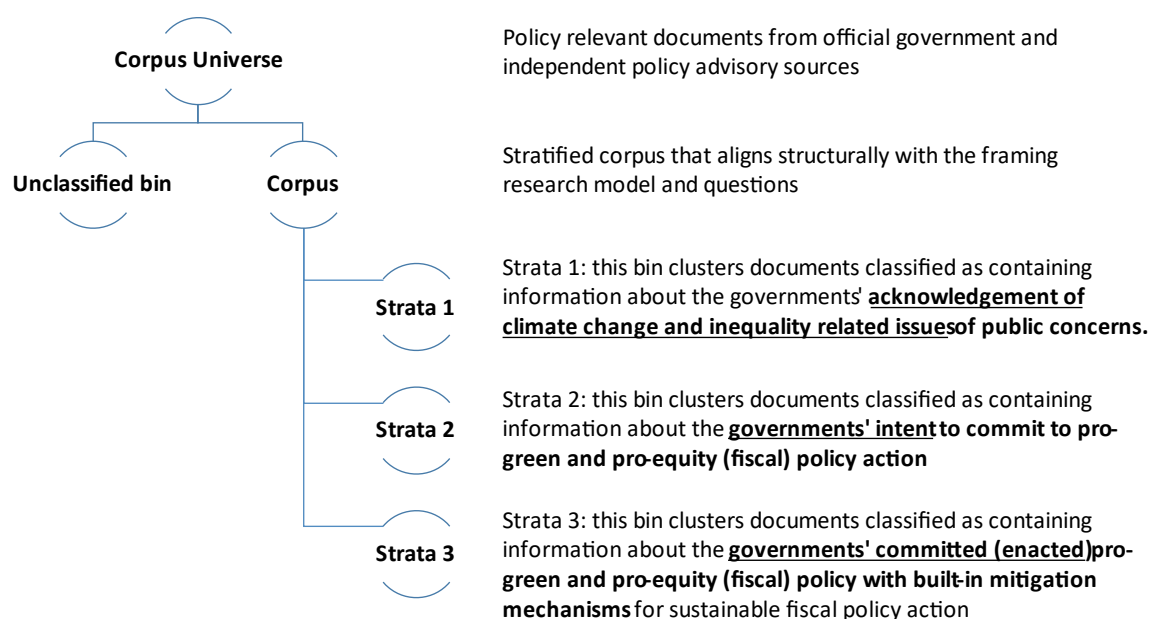 Corpus Universe
Policy relevant documents from official government and
independent policy advisory sources
Unclassified bin
Corpus
Stratified corpus that aligns structurally with the framing
research model and questions
Strata 1
Strata 1: this bin clusters documents classified as containing
information about the governments' acknowledgement of
climate change and inequality related issuesof public concerns.
Strata 2
Strata 2: this bin clusters documents classified as containing
information about the governments' intent to commit to pro-
green and pro-equity (fiscal) policy action
Strata 3
Strata 3: this bin clusters documents classified as containing
information about the governments' committed (enacted)pro-
green and pro-equity (fiscal) policy with built-in mitigation
mechanisms for sustainable fiscal policy action